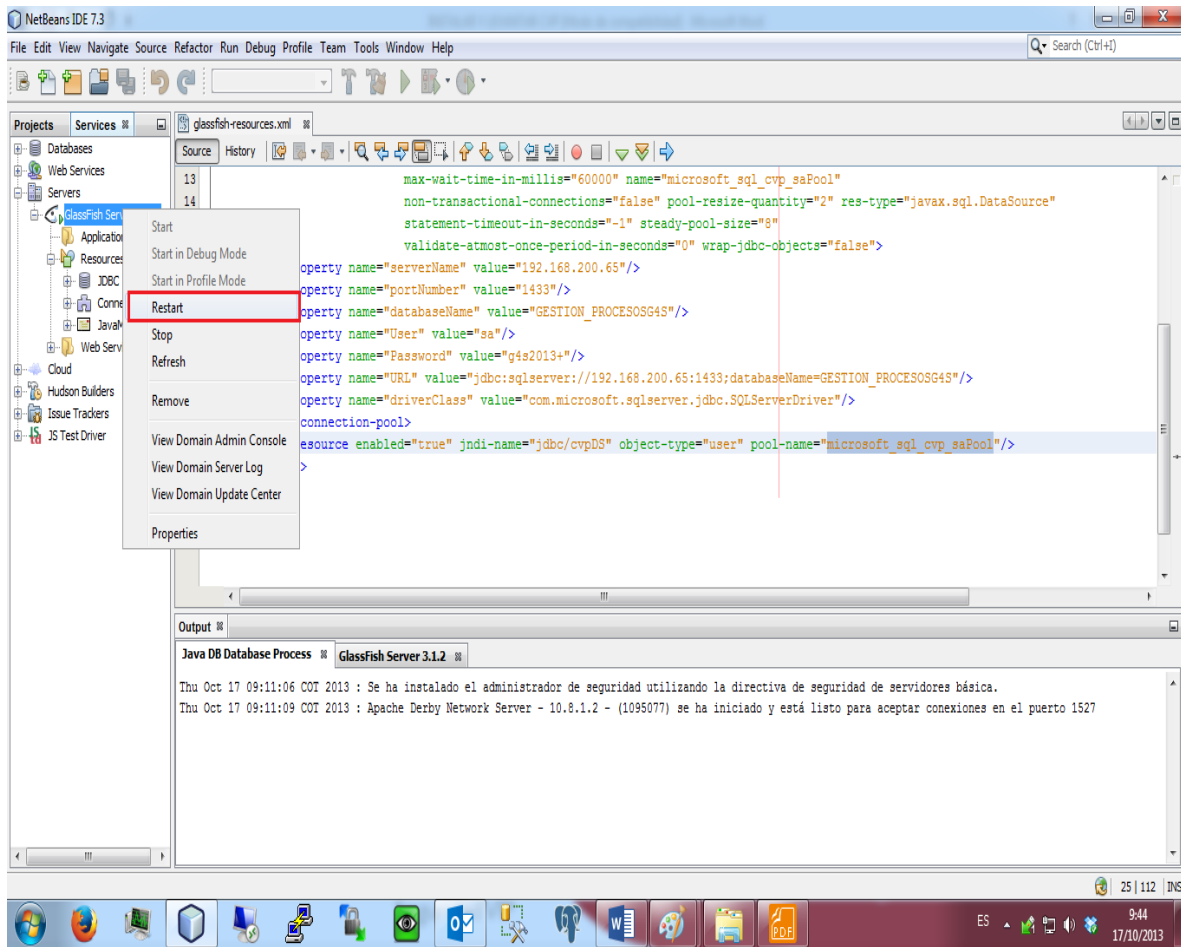 NetBeans IDE 7.3
File Edit View Navigate Source Refactor Run Debug Profile Team Tools Window Help
Search (Ctrl+I)
Projects Services
glassfish-resources.xml
Source History
Databases
Web Services
Servers
GlassFish Serv
Application
Resources
JDBC
Conne
JavaM
Web Serv
Cloud
Hudson Builders
Issue Trackers
JS Test Driver
Start
Start in Debug Mode
Start in Profile Mode
Restart
Stop
Refresh
Remove
View Domain Admin Console
View Domain Server Log
View Domain Update Center
Properties
13 max-wait-time-in-millis="60000" name="microsoft_sql_cvp_saPool"
14 non-transactional-connections="false" pool-resize-quantity="2" res-type="javax.sql.DataSource"
statement-timeout-in-seconds="-1" steady-pool-size="8"
validate-atmost-once-period-in-seconds="0" wrap-jdbc-objects="false">
operty name="serverName" value="192.168.200.65"/>
operty name="portNumber" value="1433"/>
operty name="databaseName" value="GESTION_PROCESOSG4S"/>
operty name="User" value="sa"/>
operty name="Password" value="g4s2013+"/>
operty name="URL" value="jdbc:sqlserver://192.168.200.65:1433;databaseName=GESTION_PROCESOSG4S"/>
operty name="driverClass" value="com.microsoft.sqlserver.jdbc.SQLServerDriver"/>
connection-pool>
esource enabled="true" jndi-name="jdbc/cvpDS" object-type="user" pool-name="microsoft_sql_cvp_saPool"/>
>
Output
Java DB Database Process GlassFish Server 3.1.2
Thu Oct 17 09:11:06 COT 2013 : Se ha instalado el administrador de seguridad utilizando la directiva de seguridad de servidores básica.
Thu Oct 17 09:11:09 COT 2013 : Apache Derby Network Server - 10.8.1.2 - (1095077) se ha iniciado y está listo para aceptar conexiones en el puerto 1527
25 | 112 INS
PDF
ES
9:44
17/10/2013